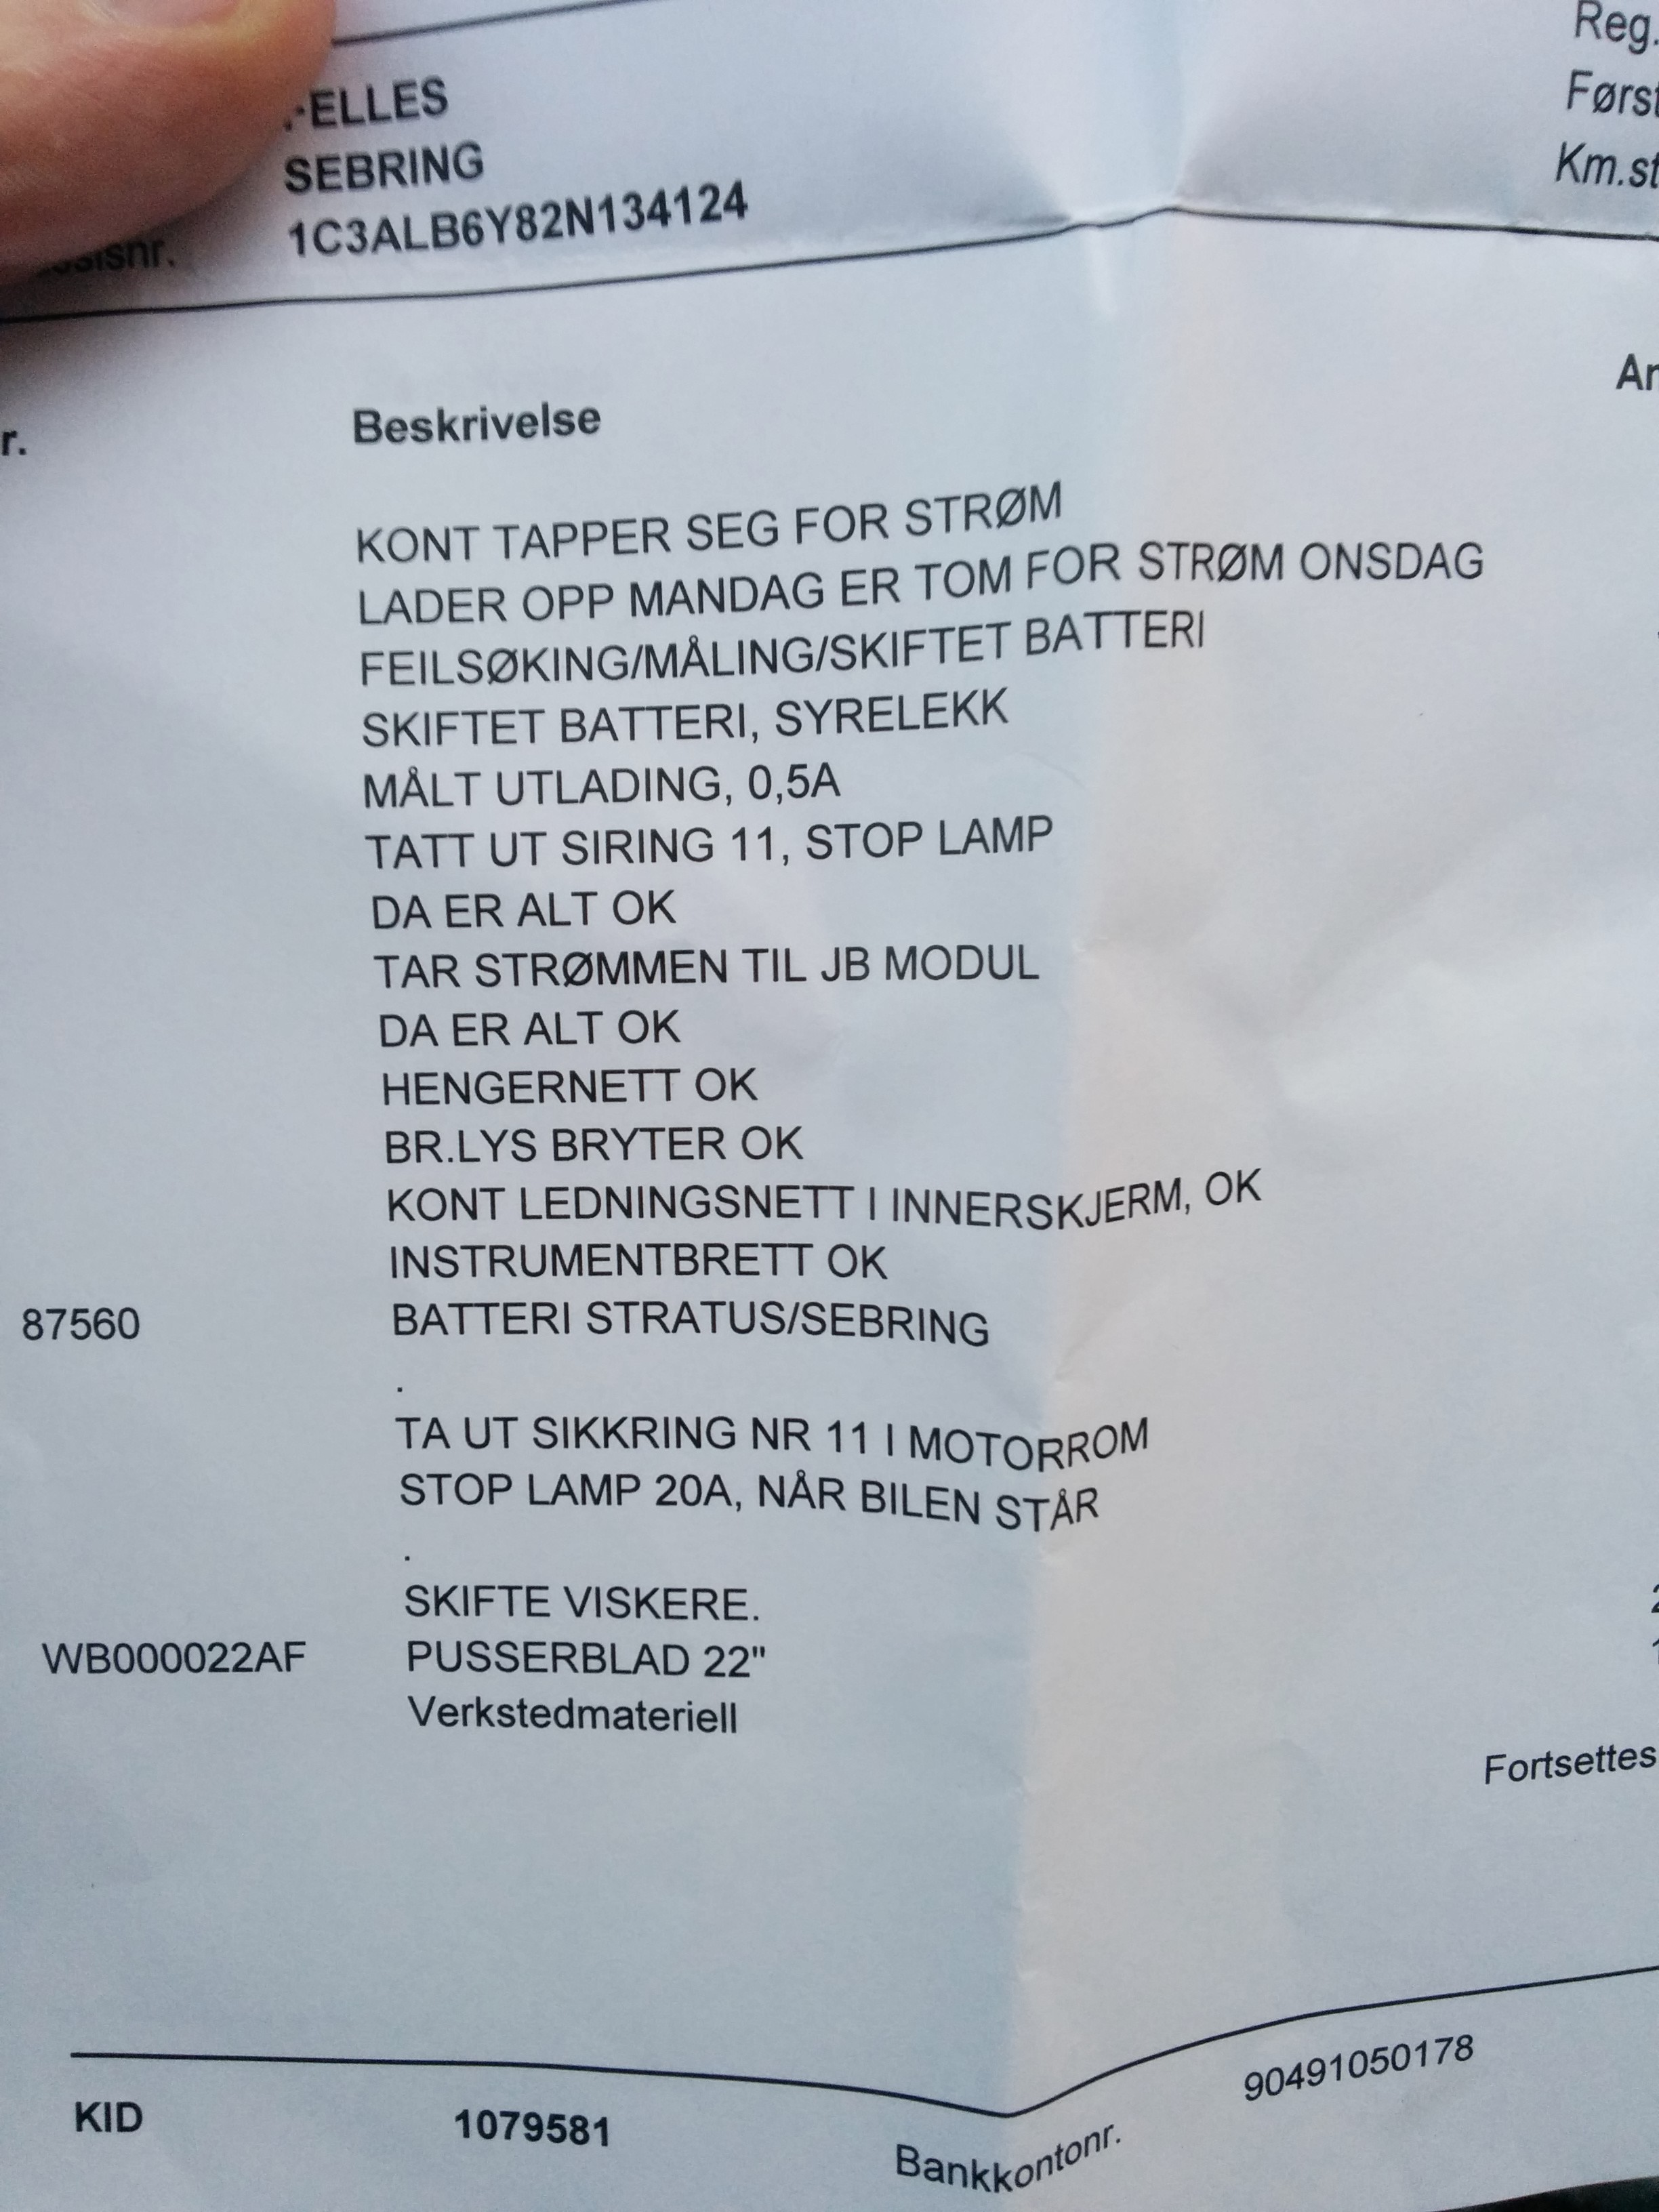 Reg.
Først
Km.st
FELLES
SEBRING
1C3ALB6Y82N134124
Beskrivelse
r.
KONT TAPPER SEG FOR STRØM
LADER OPP MANDAG ER TOM FOR STRØM ONSDAG
FEILSØKING/MÅLING/SKIFTET BATTERI
SKIFTET BATTERI, SYRELEKK
MÅLT UTLADING, 0,5A
TATT UT SIRING 11, STOP LAMP
DA ER ALT OK
TAR STRØMMEN TIL JB MODUL
DA ER ALT OK
HENGERNETT OK
BR.LYS BRYTER OK
KONT LEDNINGSNETT I INNERSKJERM, OK
INSTRUMENTBRETT OK
87560 BATTERI STRATUS/SEBRING
.
TA UT SIKKRING NR 11 I MOTORROM
STOP LAMP 20A, NÅR BILEN STÅR
.
SKIFTE VISKERE.
WB000022AF PUSSERBLAD 22"
Verkstedmateriell
Fortsettes
KID 1079581 Bankkontonr. 90491050178